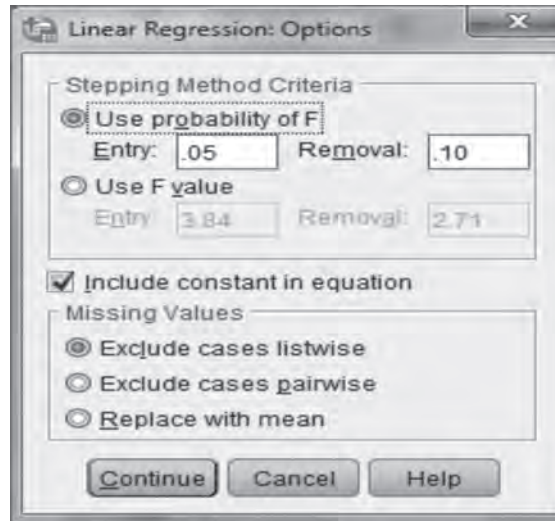 Linear Regression: Options
Stepping Method Criteria
Use probability of F
Entry: .05 Removal: .10
Use F value
Entry: 3.84 Removal: 2.71
Include constant in equation
Missing Values
Exclude cases listwise
Exclude cases pairwise
Replace with mean
Continue Cancel Help